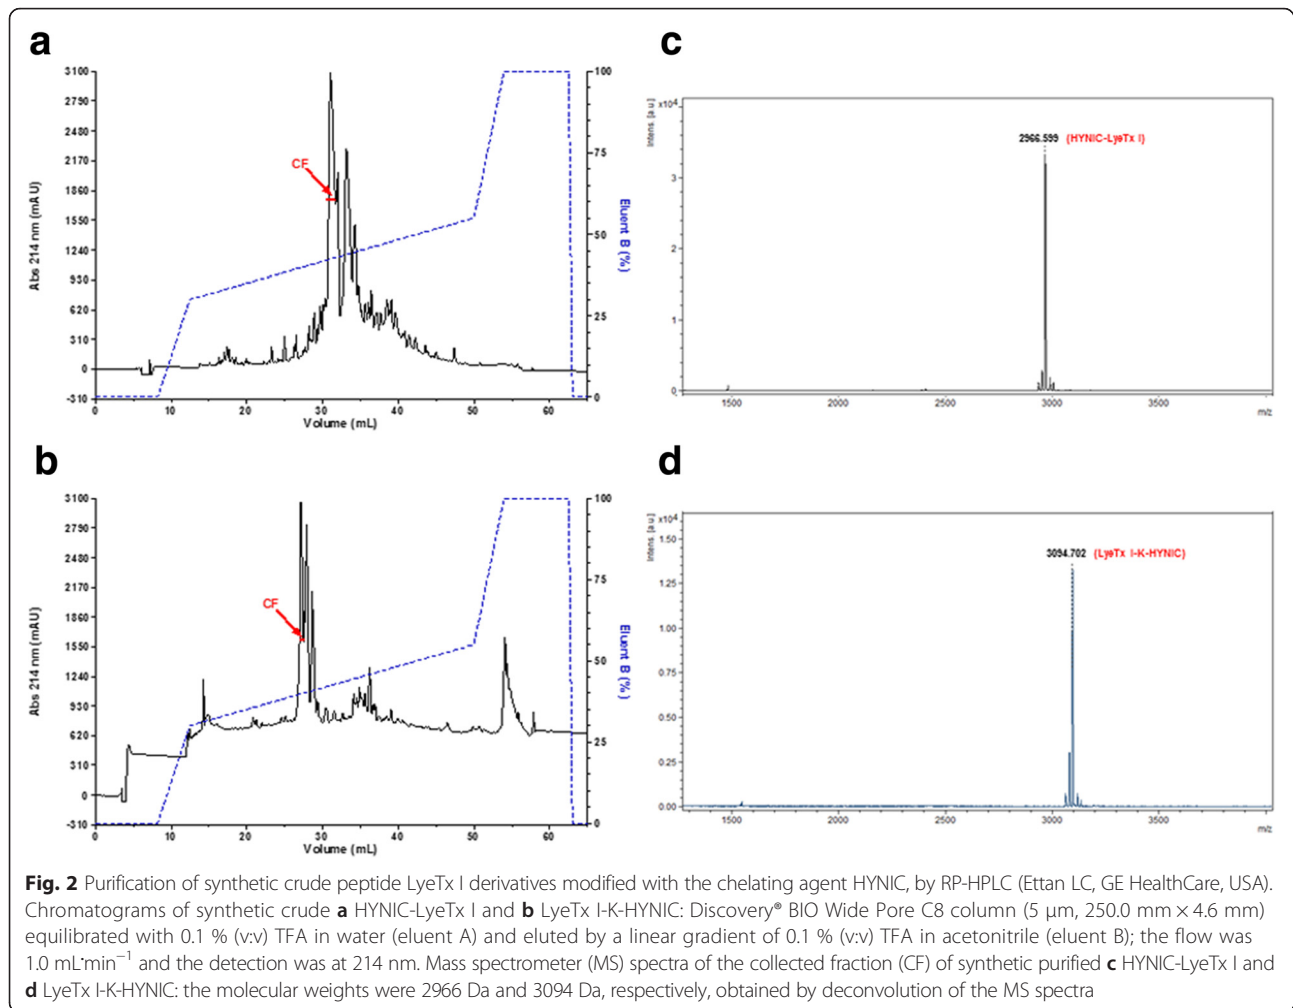 a
3100
2790
2480
2170
1860
1550
1240
930
620
310
0
-310
Abs 214 nm (mAU)
CF
100
75
50
25
0
Eluent B (%)
0 10 20 30 40 50 60
Volume (mL)
c
x10⁴
Intens. [a.u.]
2966.599 (HYNIC-LyeTx I)
3
2
1
0
1500 2000 2500 3000 3500
m/z
b
3100
2790
2480
2170
1860
1550
1240
930
620
310
0
-310
Abs 214 nm (mAU)
CF
100
75
50
25
0
Eluent B (%)
0 10 20 30 40 50 60
Volume (mL)
d
x10⁴
Intens. [a.u.]
3094.702 (LyeTx I-K-HYNIC)
1.50
1.25
1.00
0.75
0.50
0.25
0.00
1500 2000 2500 3000 3500
m/z
Fig. 2 Purification of synthetic crude peptide LyeTx I derivatives modified with the chelating agent HYNIC, by RP-HPLC (Ettan LC, GE HealthCare, USA).
Chromatograms of synthetic crude a HYNIC-LyeTx I and b LyeTx I-K-HYNIC: Discovery® BIO Wide Pore C8 column (5 μm, 250.0 mm × 4.6 mm)
equilibrated with 0.1 % (v:v) TFA in water (eluent A) and eluted by a linear gradient of 0.1 % (v:v) TFA in acetonitrile (eluent B); the flow was
1.0 mL·min⁻¹ and the detection was at 214 nm. Mass spectrometer (MS) spectra of the collected fraction (CF) of synthetic purified c HYNIC-LyeTx I and
d LyeTx I-K-HYNIC: the molecular weights were 2966 Da and 3094 Da, respectively, obtained by deconvolution of the MS spectra